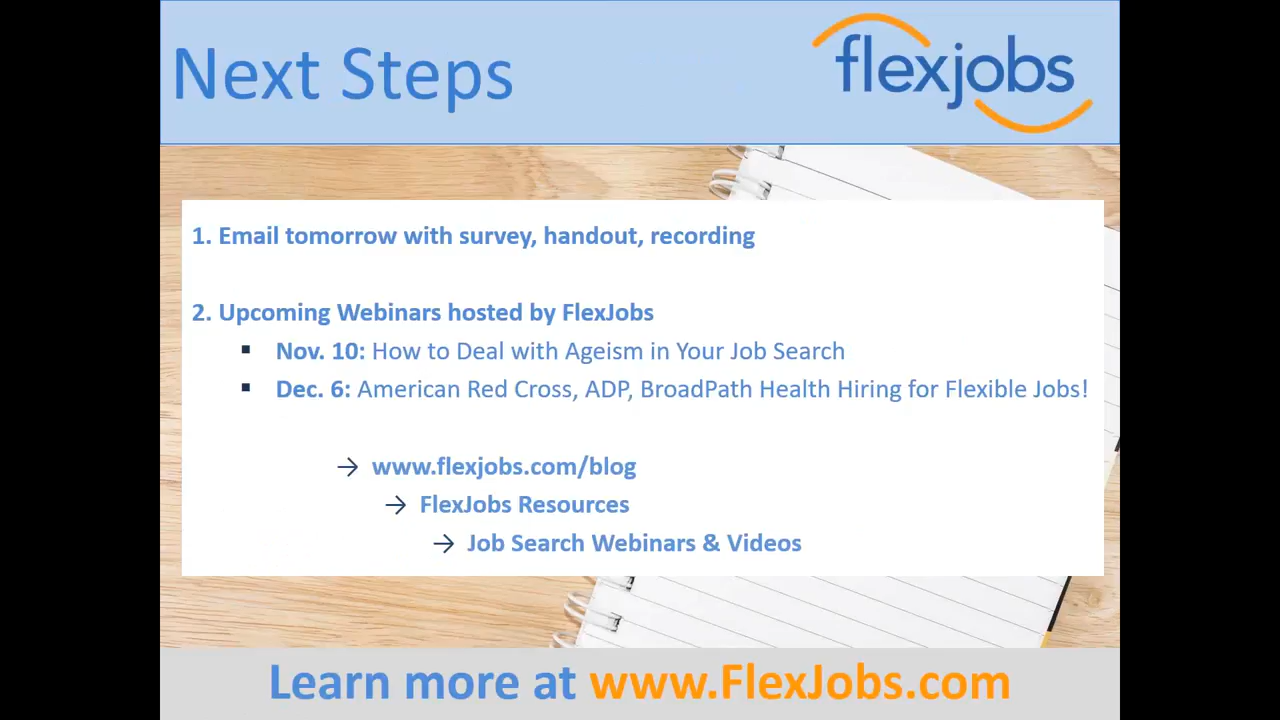 Next Steps
flexjobs
1. Email tomorrow with survey, handout, recording
2. Upcoming Webinars hosted by FlexJobs
▪ Nov. 10: How to Deal with Ageism in Your Job Search
▪ Dec. 6: American Red Cross, ADP, BroadPath Health Hiring for Flexible Jobs!
→ www.flexjobs.com/blog
→ FlexJobs Resources
→ Job Search Webinars & Videos
Learn more at www.FlexJobs.com